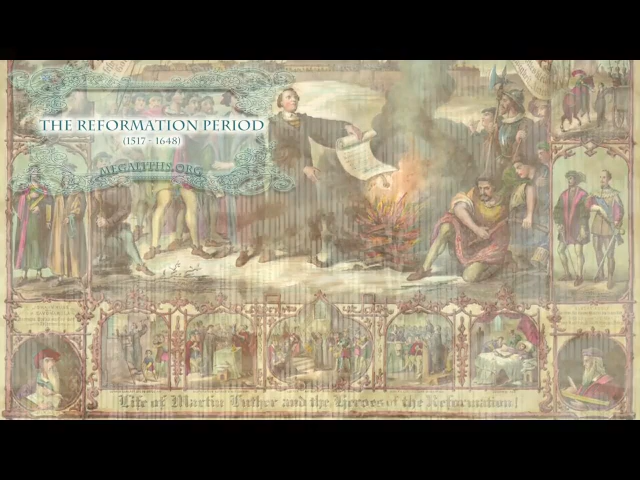 THE REFORMATION PERIOD
(1517 - 1648)
MEGALITHS.ORG
Life of Martin Luther and the Heroes of the Reformation!